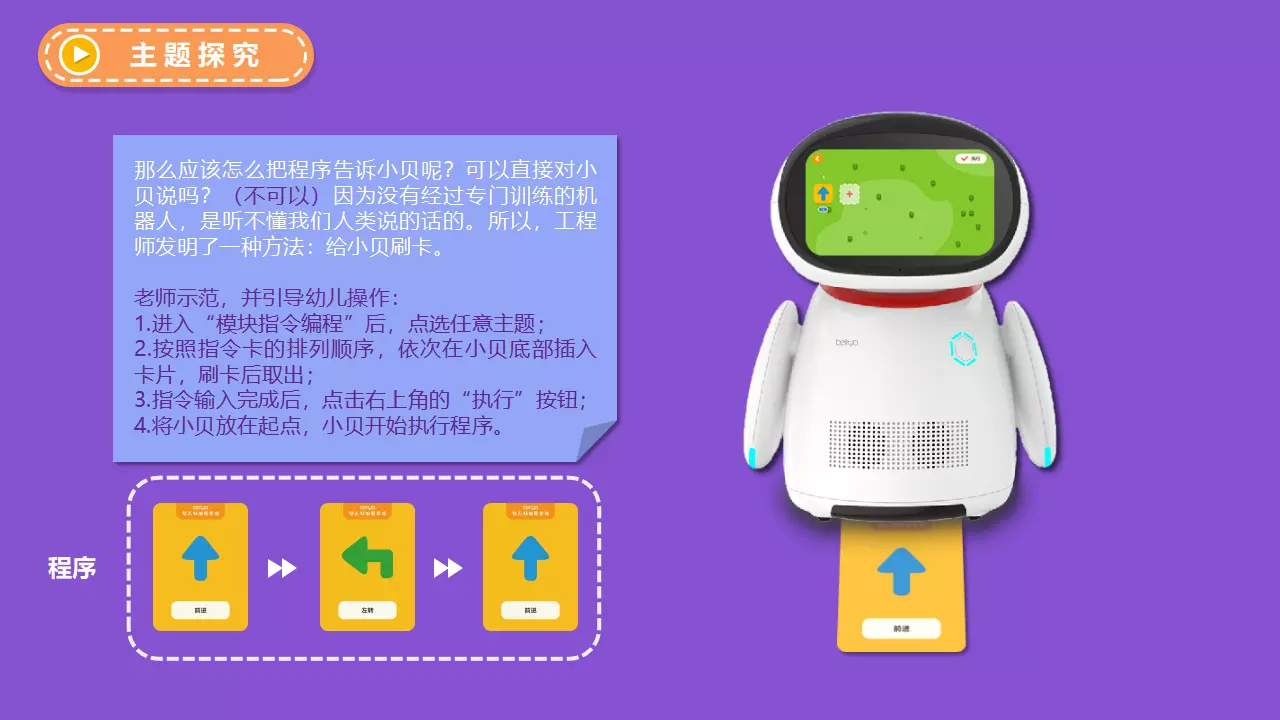 主题探究
那么应该怎么把程序告诉小贝呢？可以直接对小
贝说吗？（不可以）因为没有经过专门训练的机
器人，是听不懂我们人类说的话的。所以，工程
师发明了一种方法：给小贝刷卡。
老师示范，并引导幼儿操作：
1.进入“模块指令编程”后，点选任意主题；
2.按照指令卡的排列顺序，依次在小贝底部插入
卡片，刷卡后取出；
3.指令输入完成后，点击右上角的“执行”按钮；
4.将小贝放在起点，小贝开始执行程序。
程序
前进
左转
前进
执行
前进